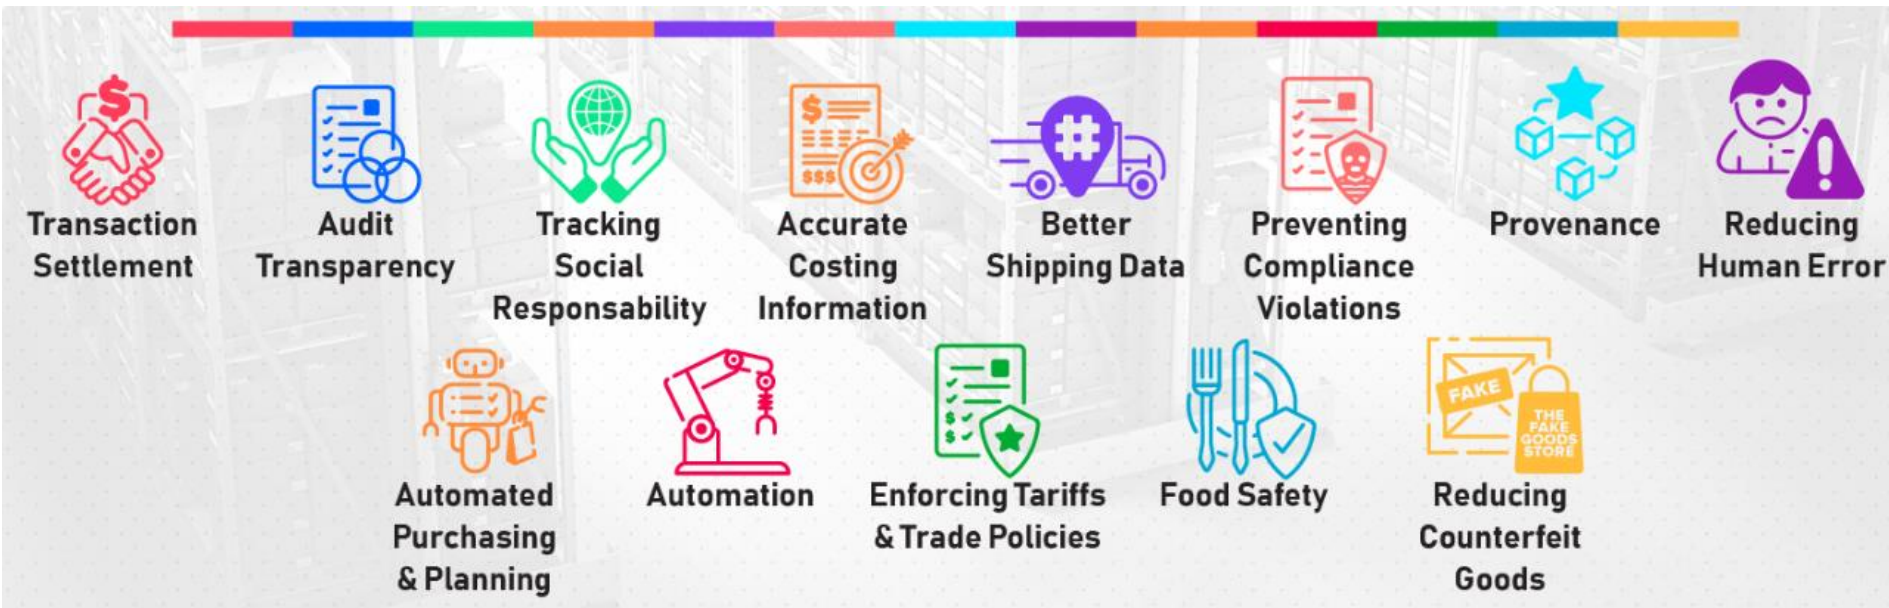 Transaction
Settlement
Audit
Transparency
Tracking
Social
Responsability
$
$$$
Accurate
Costing
Information
#
Better
Shipping Data
Preventing
Compliance
Violations
Provenance
!
Reducing
Human Error
Automated
Purchasing
& Planning
Automation
$
$
Enforcing Tariffs
& Trade Policies
Food Safety
FAKE
THE
FAKE
GOODS
STORE
Reducing
Counterfeit
Goods